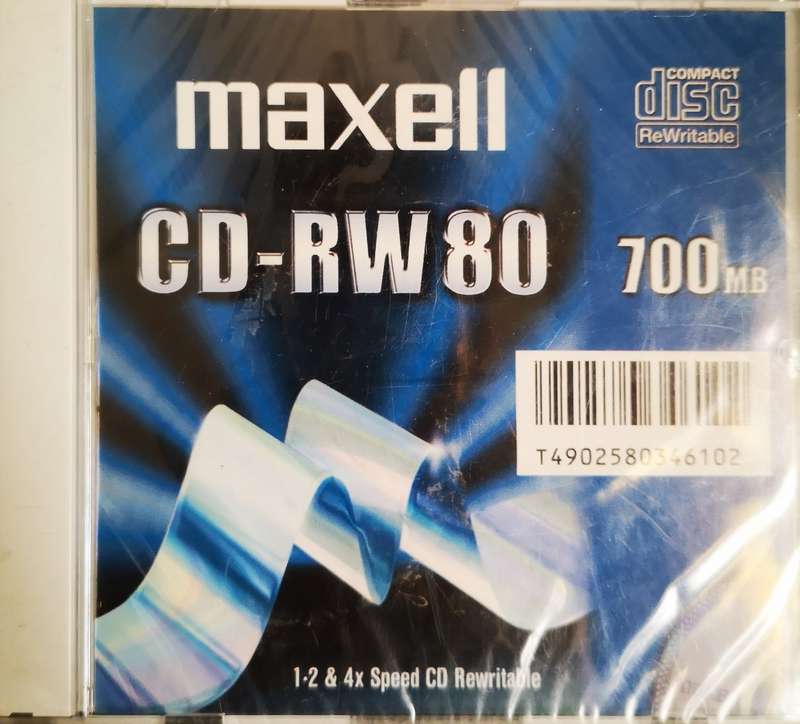 maxell
COMPACT
disc
ReWritable
CD-RW80
700MB
T4902580346102
1·2 & 4x Speed CD Rewritable